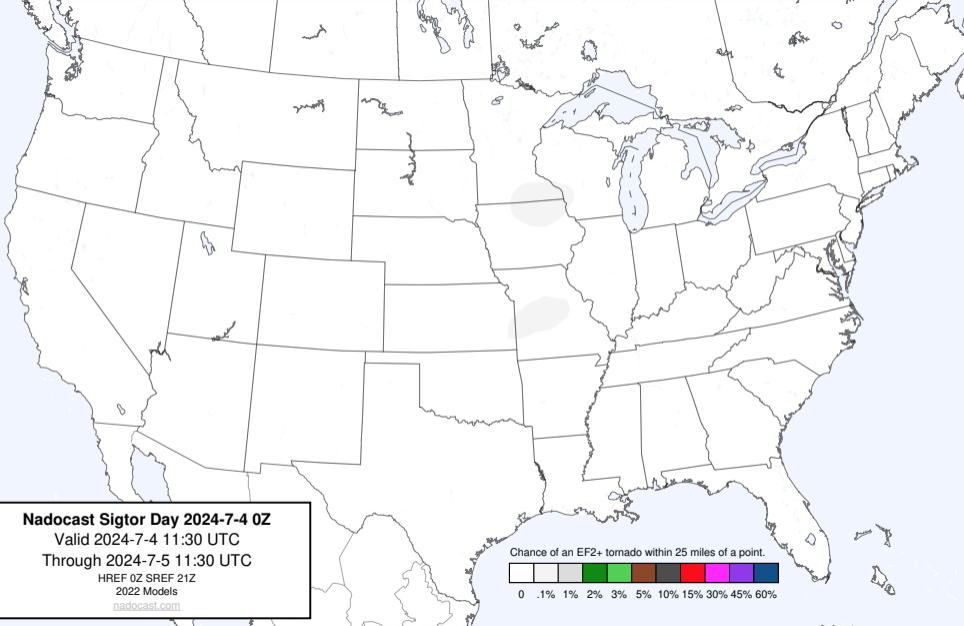 Nadocast Sigtor Day 2024-7-4 0Z
Valid 2024-7-4 11:30 UTC
Through 2024-7-5 11:30 UTC
HREF 0Z SREF 21Z
2022 Models
nadocast.com
Chance of an EF2+ tornado within 25 miles of a point.
0 .1% 1% 2% 3% 5% 10% 15% 30% 45% 60%